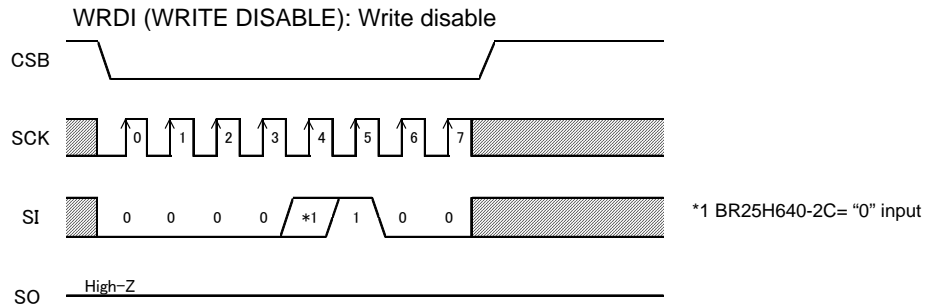 WRDI (WRITE DISABLE): Write disable
CSB
SCK 0 1 2 3 4 5 6 7
SI 0 0 0 0 *1 1 0 0
*1 BR25H640-2C= “0” input
High-Z
SO